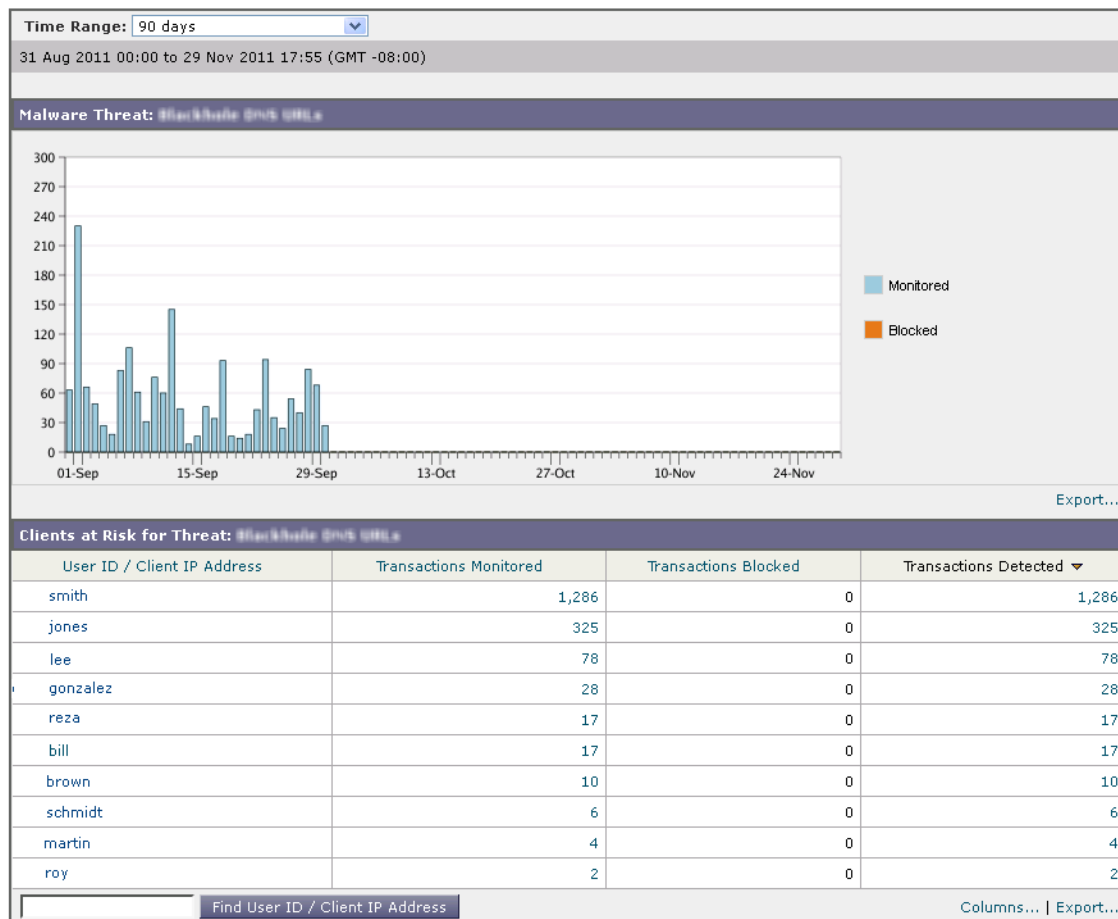 Time Range: 90 days
31 Aug 2011 00:00 to 29 Nov 2011 17:55 (GMT -08:00)
Malware Threat:
300
270
240
210
180
150
120
90
60
30
0
01-Sep 15-Sep 29-Sep 13-Oct 27-Oct 10-Nov 24-Nov
Monitored
Blocked
Export...
Clients at Risk for Threat:
User ID / Client IP Address Transactions Monitored Transactions Blocked Transactions Detected
smith 1,286 0 1,286
jones 325 0 325
lee 78 0 78
gonzalez 28 0 28
reza 17 0 17
bill 17 0 17
brown 10 0 10
schmidt 6 0 6
martin 4 0 4
roy 2 0 2
Find User ID / Client IP Address Columns... | Export...